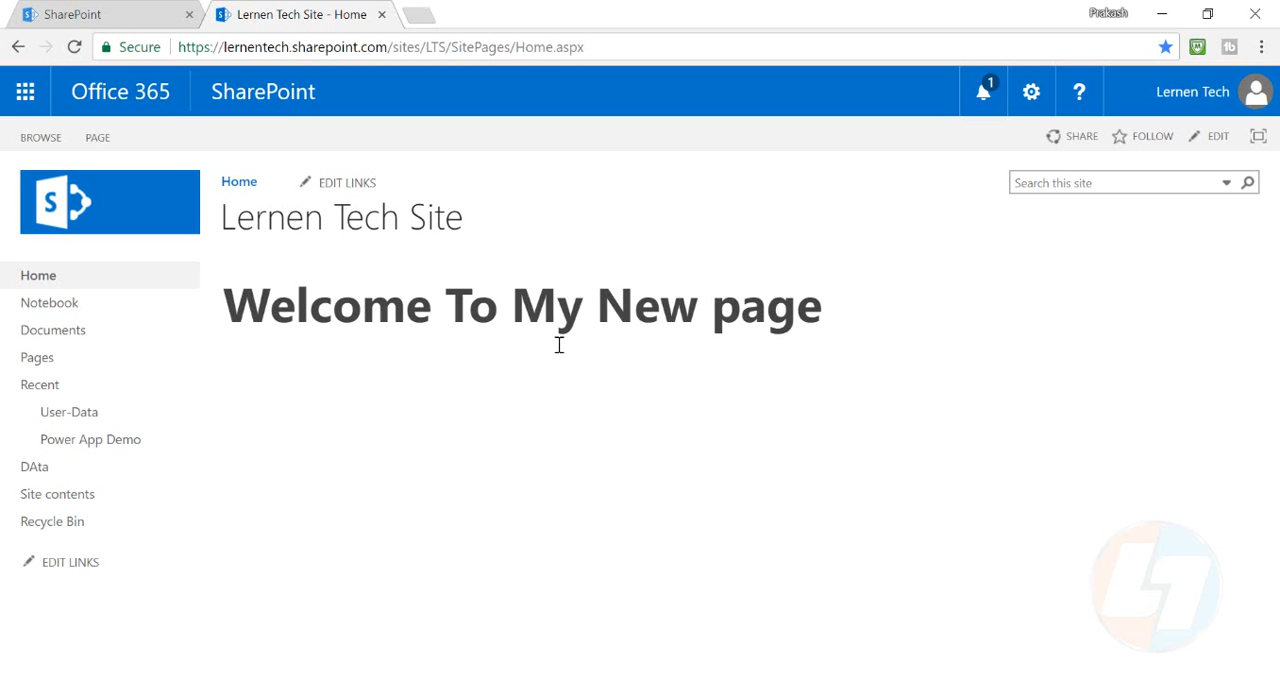 SharePoint
Lernen Tech Site - Home
Prakash
Secure
https://lernentech.sharepoint.com/sites/LTS/SitePages/Home.aspx
Office 365
SharePoint
1
?
Lernen Tech
BROWSE
PAGE
SHARE
FOLLOW
EDIT
S
Home
EDIT LINKS
Search this site
Lernen Tech Site
Welcome To My New page
Home
Notebook
Documents
Pages
Recent
User-Data
Power App Demo
DAta
Site contents
Recycle Bin
EDIT LINKS